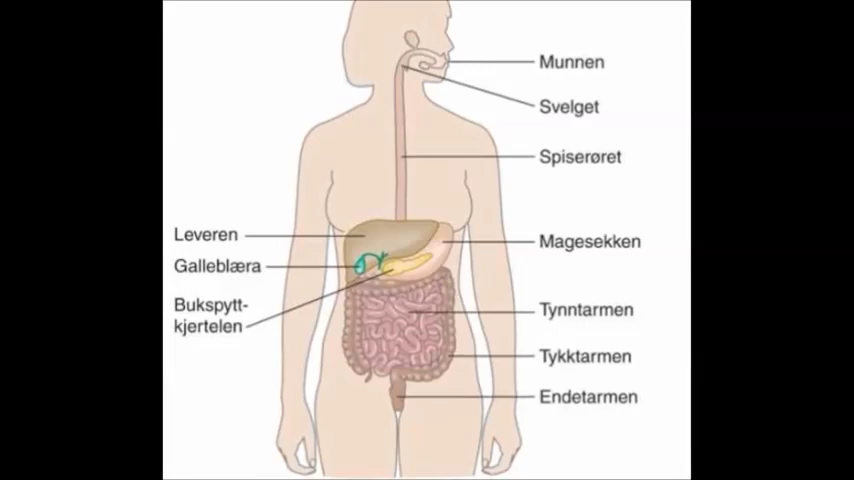 Munnen
Svelget
Spiserøret
Leveren
Magesekken
Galleblæra
Bukspytt-
kjertelen
Tynntarmen
Tykktarmen
Endetarmen